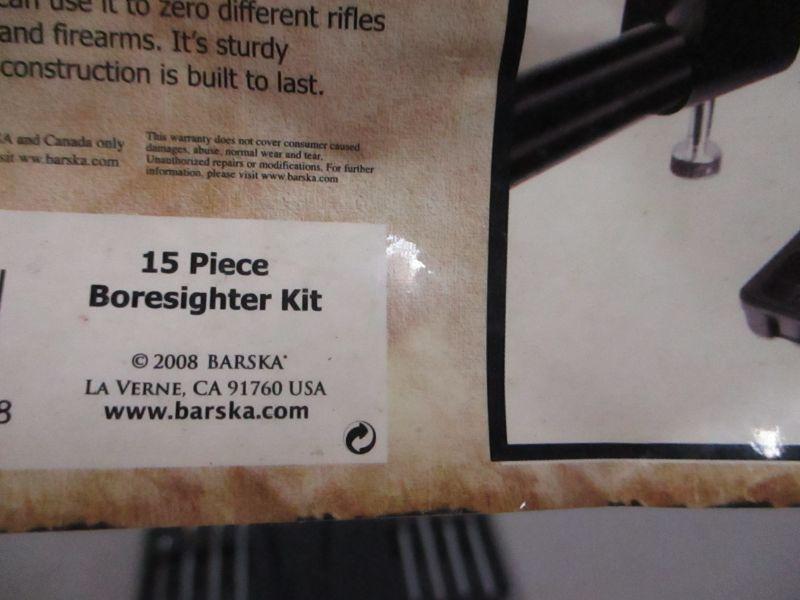 can use it to zero different rifles
and firearms. It's sturdy
construction is built to last.
and Canada only
ww.barska.com
This warranty does not cover consumer caused
damages, abuse, normal wear and tear.
Unauthorized repairs or modifications. For further
information, please visit www.barska.com
15 Piece
Boresighter Kit
© 2008 BARSKA
LA VERNE, CA 91760 USA
www.barska.com
8